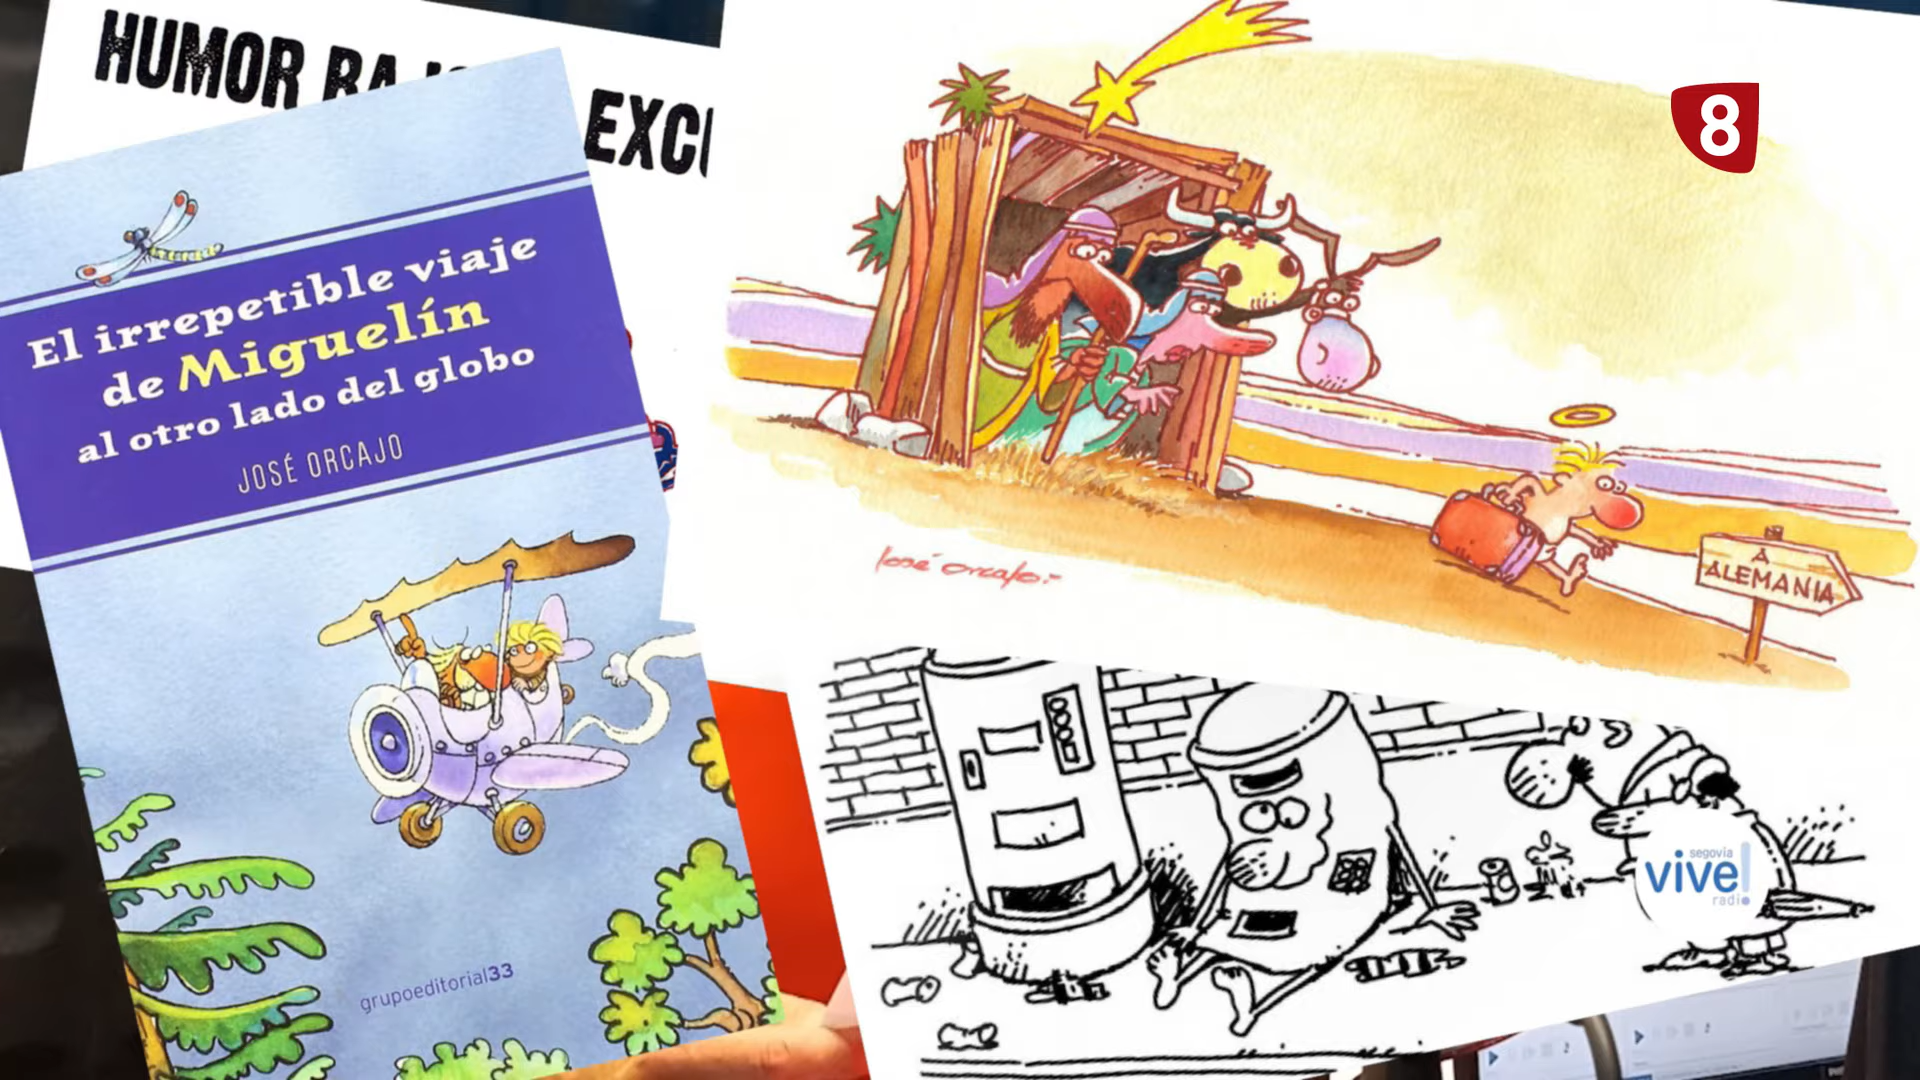 HUMOR
EXC
8
El irrepetible viaje
de Miguelín
al otro lado del globo
JOSÉ ORCAJO
José Orcajo
A
ALEMANIA
segovia
vive!
radio
grupoeditorial33